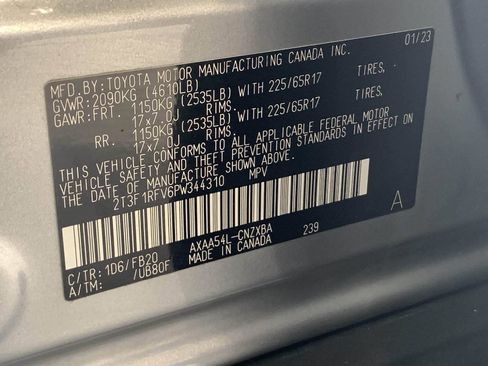 MFD.BY:TOYOTA MOTOR MANUFACTURING CANADA INC. 01/23
GVWR:2090KG (4610LB)
GAWR:FRT. 1150KG (2535LB) WITH 225/65R17 TIRES,
17x7.0J RIMS.
RR. 1150KG (2535LB) WITH 225/65R17 TIRES,
17x7.0J RIMS.
THIS VEHICLE CONFORMS TO ALL APPLICABLE FEDERAL MOTOR
VEHICLE SAFETY AND THEFT PREVENTION STANDARDS IN EFFECT ON
THE DATE OF MANUFACTURE SHOWN ABOVE.
2T3F1RFV6PW344310 MPV A
C/TR:1D6/FB20 AXAA54L-CNZXBA 239
A/TM: /UB80F MADE IN CANADA